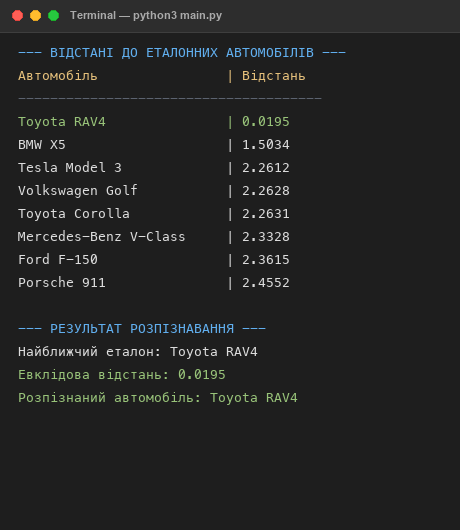 Terminal — python3 main.py
--- ВІДСТАНІ ДО ЕТАЛОННИХ АВТОМОБІЛІВ ---
Автомобіль | Відстань
--------------------------------------
Toyota RAV4 | 0.0195
BMW X5 | 1.5034
Tesla Model 3 | 2.2612
Volkswagen Golf | 2.2628
Toyota Corolla | 2.2631
Mercedes-Benz V-Class | 2.3328
Ford F-150 | 2.3615
Porsche 911 | 2.4552
--- РЕЗУЛЬТАТ РОЗПІЗНАВАННЯ ---
Найближчий еталон: Toyota RAV4
Евклідова відстань: 0.0195
Розпізнаний автомобіль: Toyota RAV4